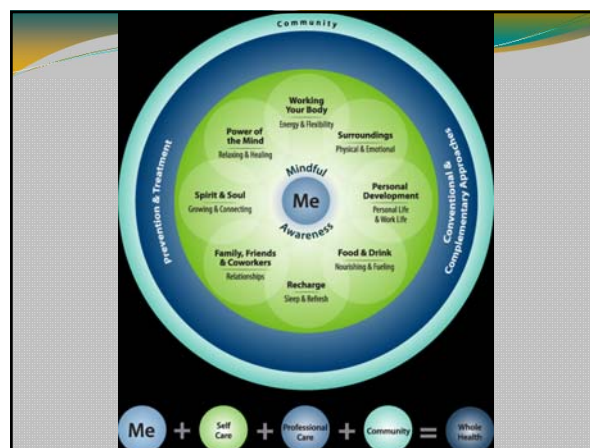 Community
Working
Your Body
Energy & Flexibility
Surroundings
Physical & Emotional
Personal
Development
Personal Life
& Work Life
Food & Drink
Nourishing & Fueling
Recharge
Sleep & Refresh
Family, Friends
& Coworkers
Relationships
Spirit & Soul
Growing & Connecting
Power of
the Mind
Relaxing & Healing
Mindful
Me
Awareness
Prevention & Treatment
Conventional &
Complementary Approaches
Me + Self Care + Professional Care + Community = Whole Health